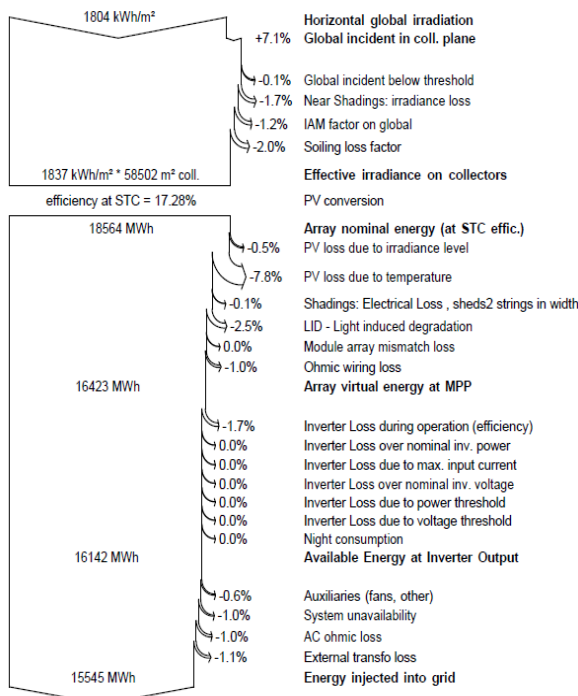 1804 kWh/m² Horizontal global irradiation
+7.1% Global incident in coll. plane
-0.1% Global incident below threshold
-1.7% Near Shadings: irradiance loss
-1.2% IAM factor on global
-2.0% Soiling loss factor
1837 kWh/m² * 58502 m² coll. Effective irradiance on collectors
efficiency at STC = 17.28% PV conversion
18564 MWh Array nominal energy (at STC effic.)
-0.5% PV loss due to irradiance level
-7.8% PV loss due to temperature
-0.1% Shadings: Electrical Loss , sheds2 strings in width
-2.5% LID - Light induced degradation
0.0% Module array mismatch loss
-1.0% Ohmic wiring loss
16423 MWh Array virtual energy at MPP
-1.7% Inverter Loss during operation (efficiency)
0.0% Inverter Loss over nominal inv. power
0.0% Inverter Loss due to max. input current
0.0% Inverter Loss over nominal inv. voltage
0.0% Inverter Loss due to power threshold
0.0% Inverter Loss due to voltage threshold
0.0% Night consumption
16142 MWh Available Energy at Inverter Output
-0.6% Auxiliaries (fans, other)
-1.0% System unavailability
-1.0% AC ohmic loss
-1.1% External transfo loss
15545 MWh Energy injected into grid